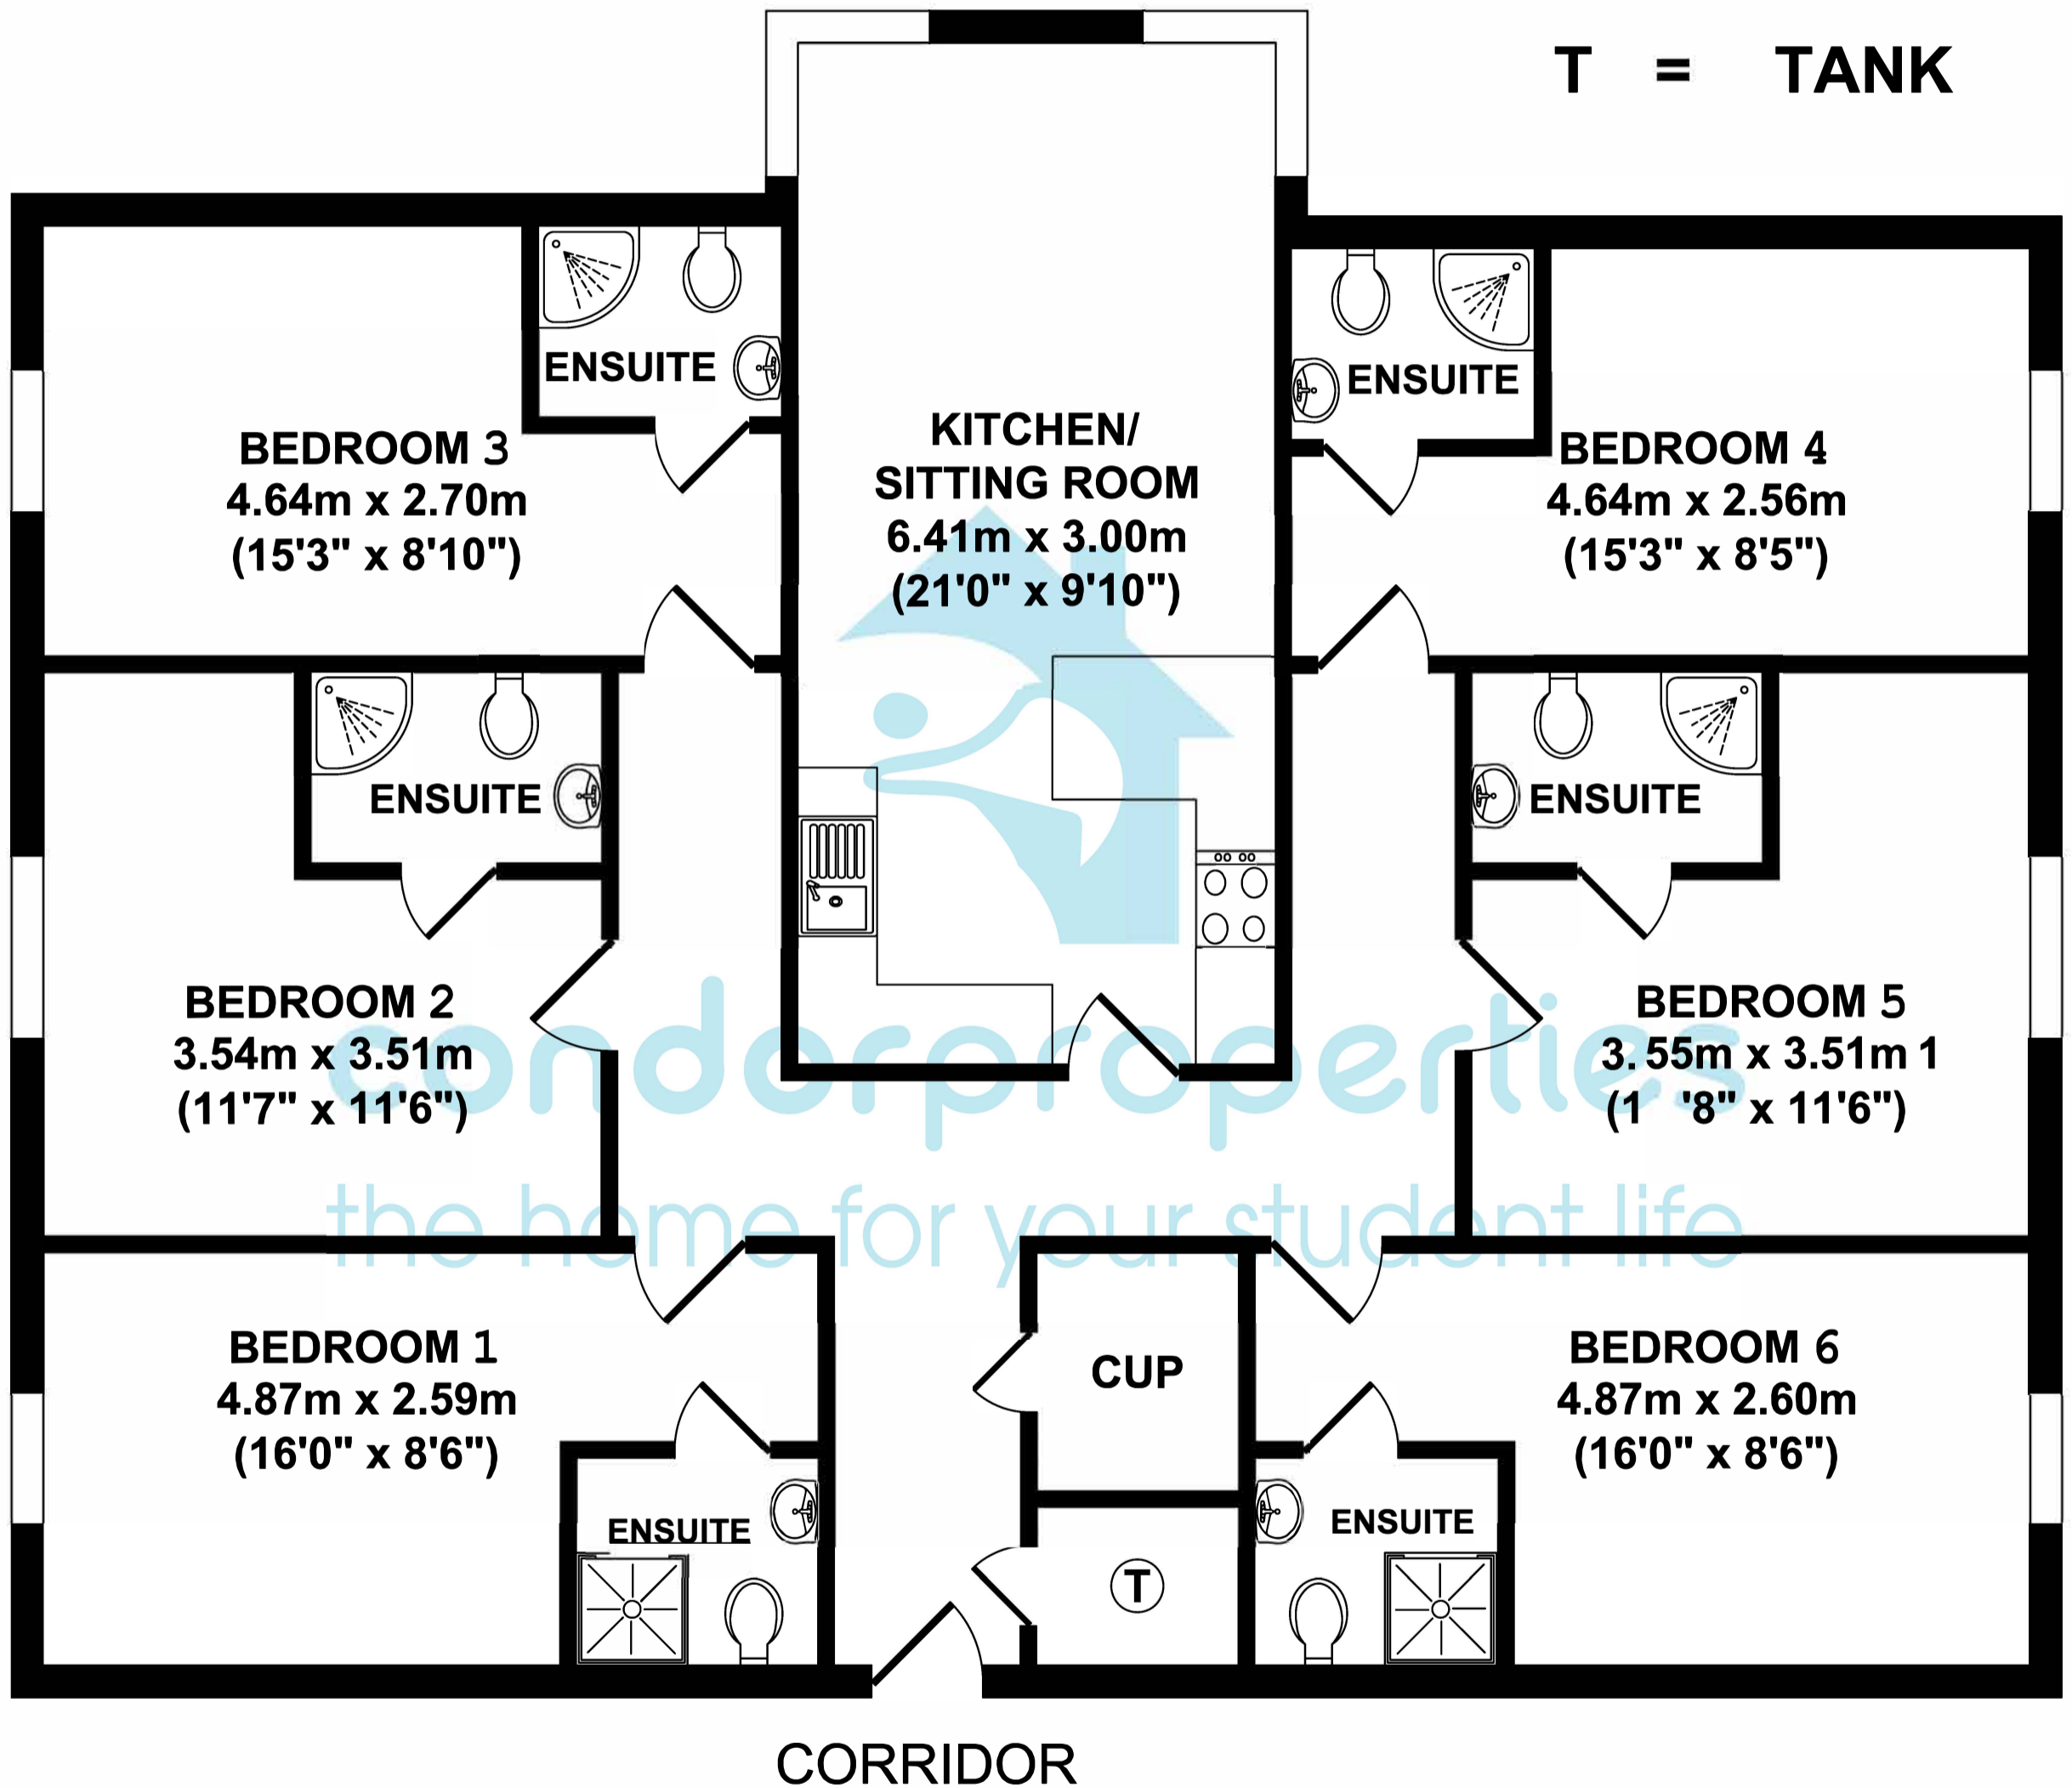 T = TANK
ENSUITE
ENSUITE
BEDROOM 3
4.64m x 2.70m
(15'3" x 8'10")
KITCHEN/
SITTING ROOM
6.41m x 3.00m
(21'0" x 9'10")
BEDROOM 4
4.64m x 2.56m
(15'3" x 8'5")
ENSUITE
ENSUITE
BEDROOM 2
3.54m x 3.51m
(11'7" x 11'6")
BEDROOM 5
3. 55m x 3.51m 1
(1 '8" x 11'6")
condorproperties
the home for your student life
BEDROOM 1
4.87m x 2.59m
(16'0" x 8'6")
CUP
BEDROOM 6
4.87m x 2.60m
(16'0" x 8'6")
ENSUITE
ENSUITE
T
CORRIDOR